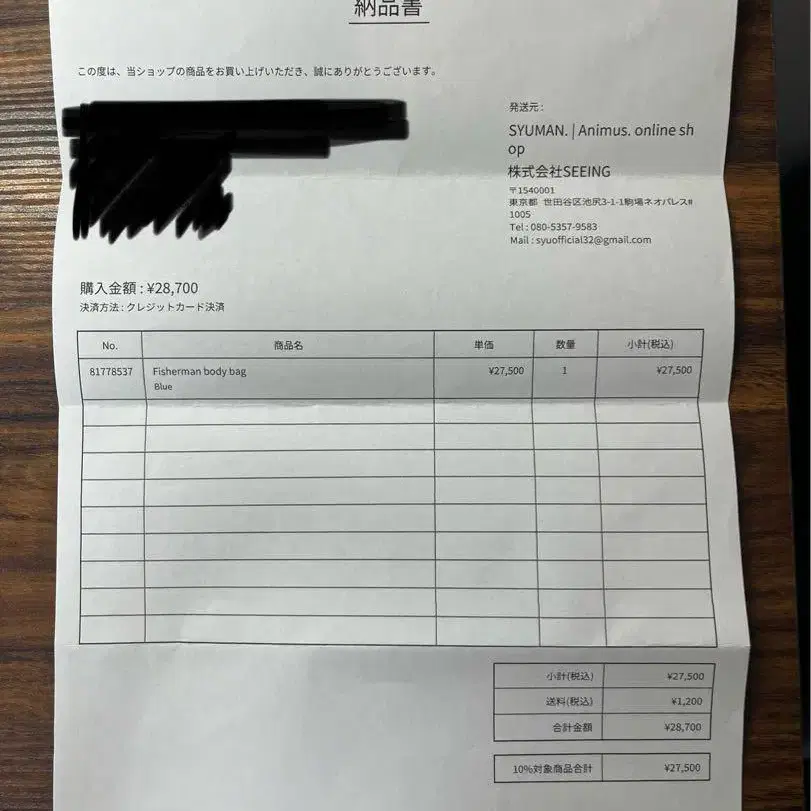 納品書
この度は、当ショップの商品をお買い上げいただき、誠にありがとうございます。
発送元 :
SYUMAN. | Animus. online sh
op
株式会社SEEING
〒1540001
東京都 世田谷区池尻3-1-1駒場ネオパレス#
1005
Tel : 080-5357-9583
Mail : syuofficial32@gmail.com
購入金額 : ¥28,700
決済方法 : クレジットカード決済
No. 商品名 単価 数量 小計(税込)
81778537 Fisherman body bag ¥27,500 1 ¥27,500
Blue
小計(税込) ¥27,500
送料(税込) ¥1,200
合計金額 ¥28,700
10%対象商品合計 ¥27,500